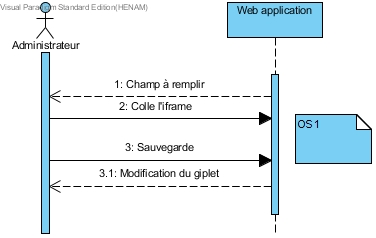 Visual Paradigm Standard Edition(HENAM)
Administrateur
Web application
1: Champ à remplir
2: Colle l'iframe
OS 1
3: Sauvegarde
3.1: Modification du giplet